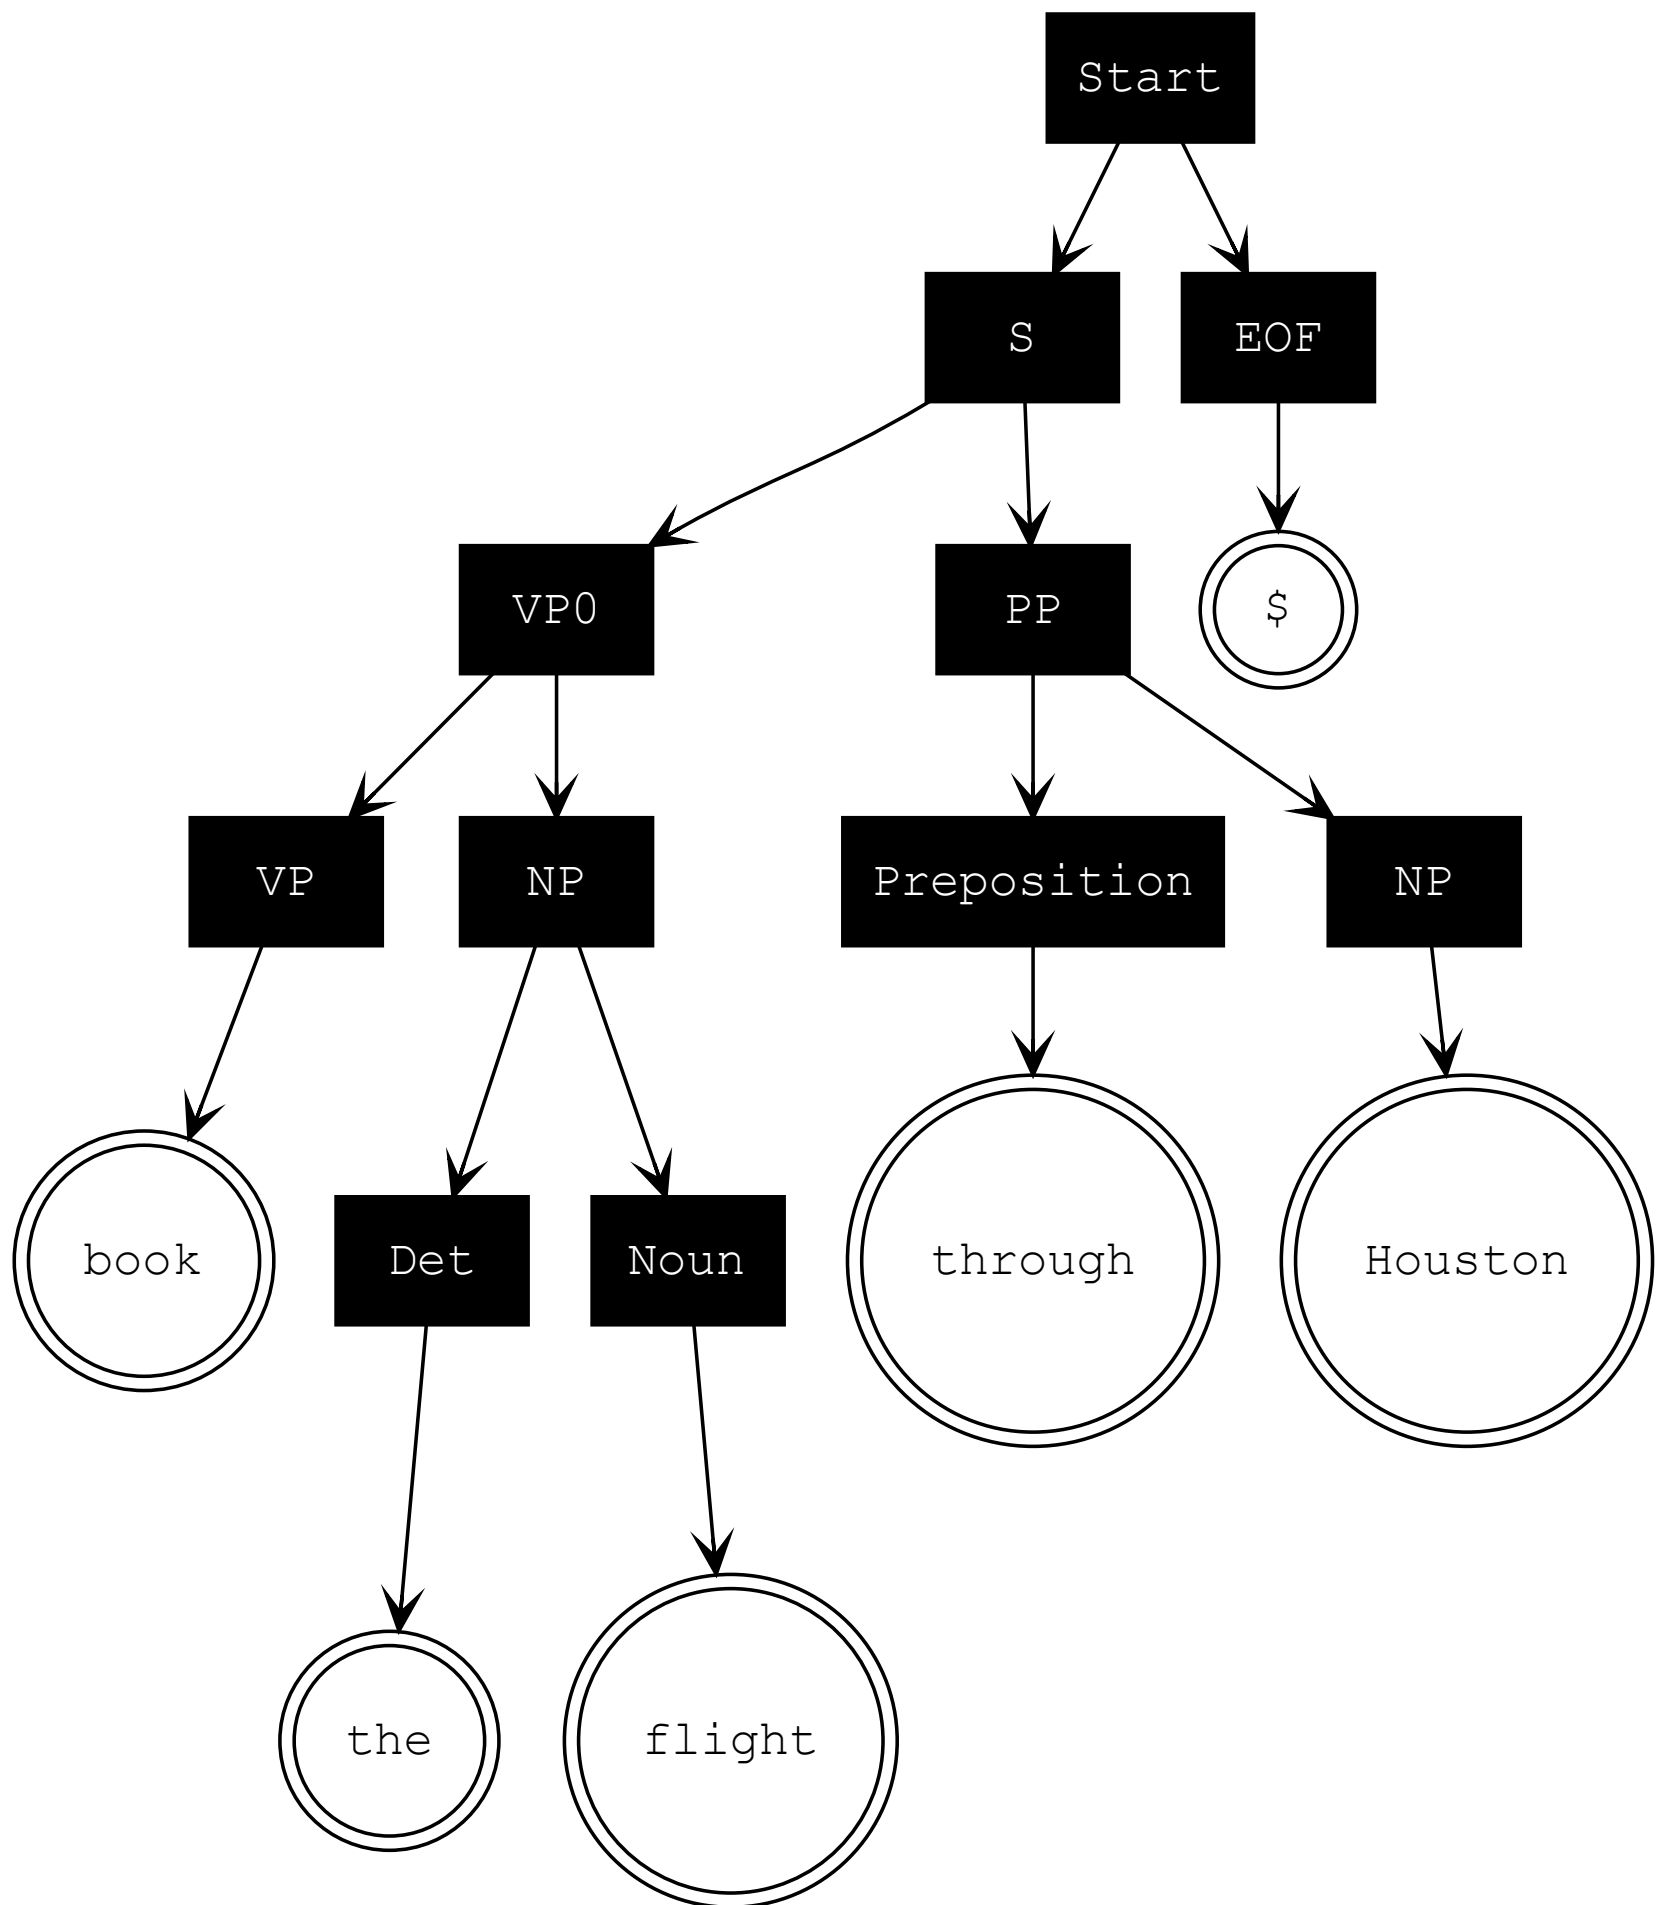 Start
S
EOF
VP0
PP
$
VP
NP
Preposition
NP
book
Det
Noun
through
Houston
the
flight